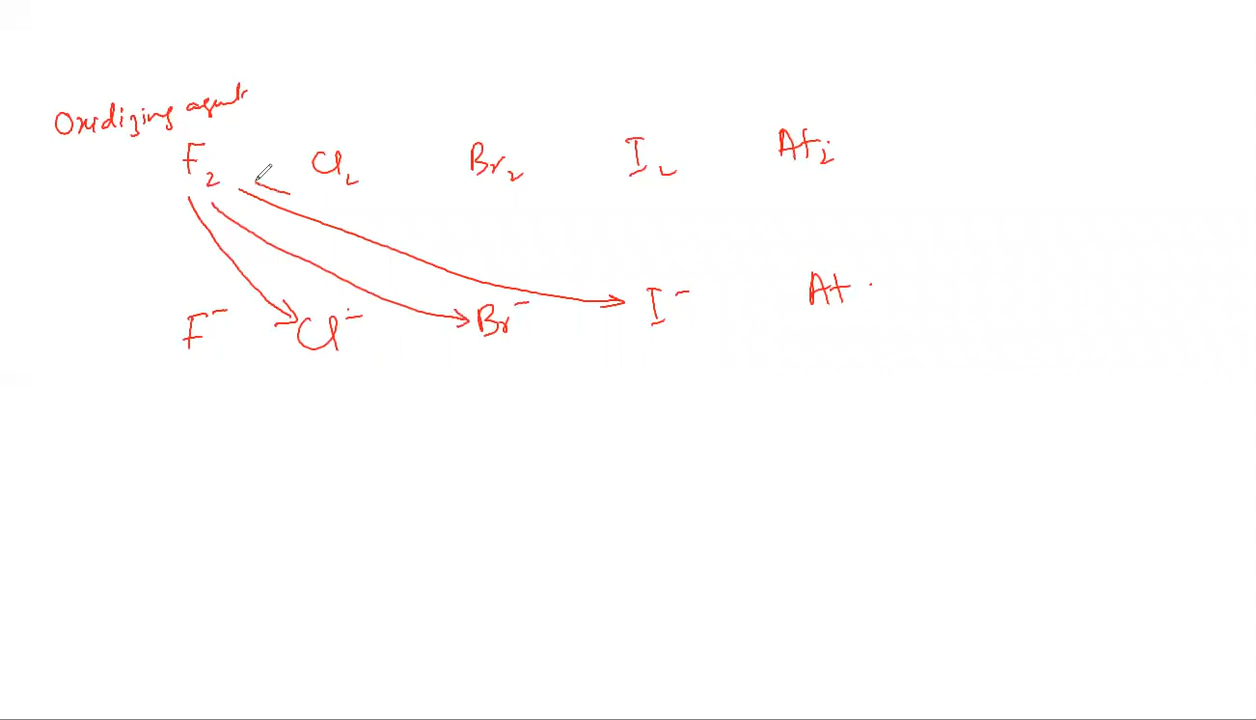 Oxidizing agent
F₂ Cl₂ Br₂ I₂ At₂
F⁻ Cl⁻ Br⁻ I⁻ At